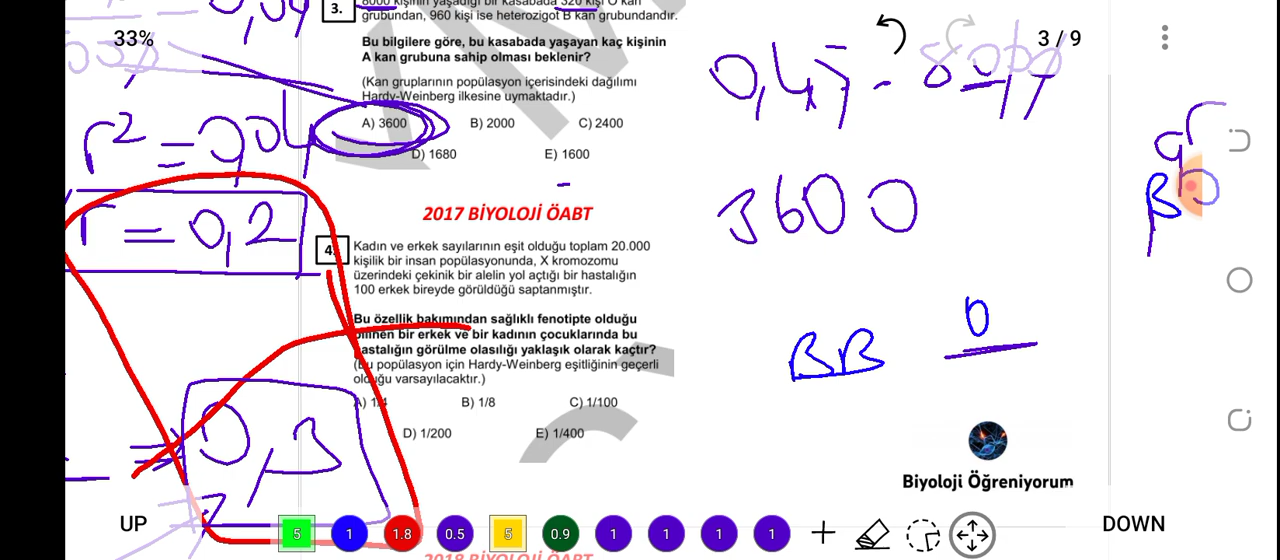 33%
3.
8000 kişinin yaşadığı bir kasabada 320 kişi O kan
grubundan, 960 kişi ise heterozigot B kan grubundandır.
Bu bilgilere göre, bu kasabada yaşayan kaç kişinin
A kan grubuna sahip olması beklenir?
(Kan gruplarının popülasyon içerisindeki dağılımı
Hardy-Weinberg ilkesine uymaktadır.)
A) 3600 B) 2000 C) 2400
D) 1680 E) 1600
r² = 0,04
r = 0,2
3 / 9
3600
2017 BİYOLOJİ ÖABT
4.
Kadın ve erkek sayılarının eşit olduğu toplam 20.000
kişilik bir insan popülasyonunda, X kromozomu
üzerindeki çekinik bir alelin yol açtığı bir hastalığın
100 erkek bireyde görüldüğü saptanmıştır.
Bu özellik bakımından sağlıklı fenotipte olduğu
bilinen bir erkek ve bir kadının çocuklarında bu
hastalığın görülme olasılığı yaklaşık olarak kaçtır?
(Bu popülasyon için Hardy-Weinberg eşitliğinin geçerli
olduğu varsayılacaktır.)
A) 1/4 B) 1/8 C) 1/100
D) 1/200 E) 1/400
BB
0
Biyoloji Öğreniyorum
UP
5 1 1.8 0.5 5 0.9 1 1 1 1
DOWN